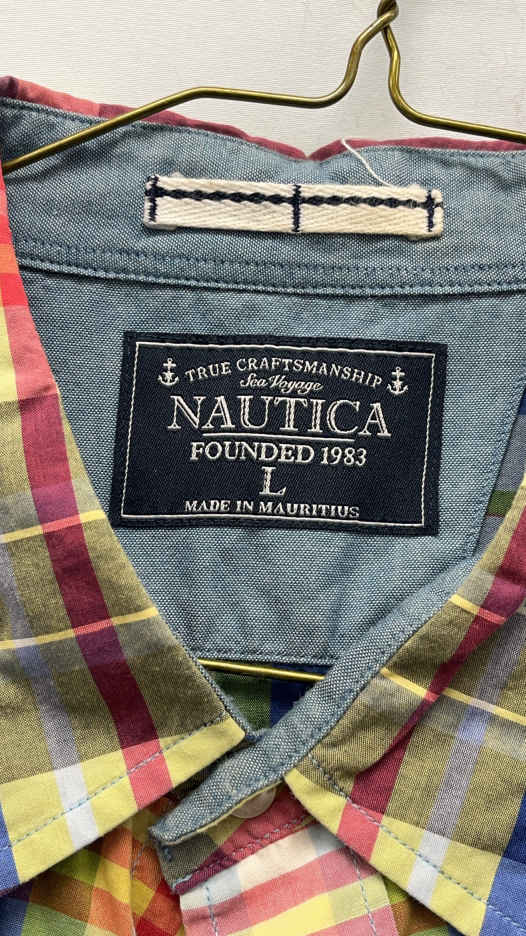 TRUE CRAFTSMANSHIP
Sea Voyage
NAUTICA
FOUNDED 1983
L
MADE IN MAURITIUS